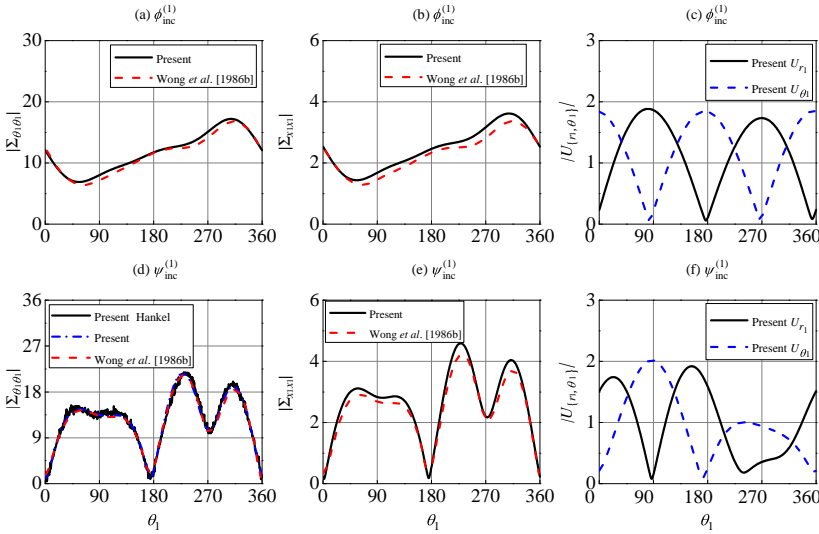 (a) ϕ_inc^(1)
(b) ϕ_inc^(1)
(c) ϕ_inc^(1)
30
20
10
0
|Σ_θ1θ1|
Present
Wong et al. [1986b]
0 90 180 270 360
6
4
2
0
|Σ_x1x1|
Present
Wong et al. [1986b]
0 90 180 270 360
3
2
1
0
/U_{r1, θ1}/
Present U_r1
Present U_θ1
0 90 180 270 360
(d) ψ_inc^(1)
(e) ψ_inc^(1)
(f) ψ_inc^(1)
36
27
18
9
0
|Σ_θ1θ1|
Present Hankel
Present
Wong et al. [1986b]
0 90 180 270 360
θ_1
6
4
2
0
|Σ_x1x1|
Present
Wong et al. [1986b]
0 90 180 270 360
θ_1
3
2
1
0
/U_{r1, θ1}/
Present U_r1
Present U_θ1
0 90 180 270 360
θ_1